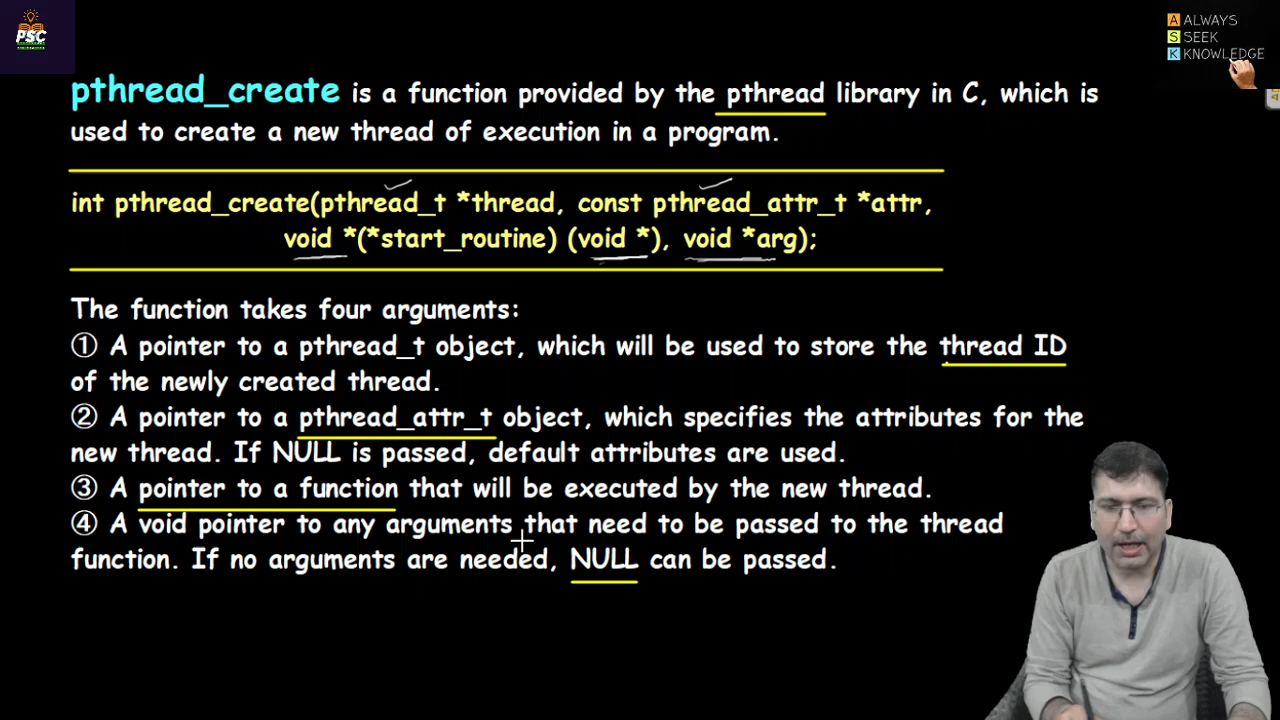 PSC
A ALWAYS
S SEEK
K KNOWLEDGE
pthread_create is a function provided by the pthread library in C, which is
used to create a new thread of execution in a program.
int pthread_create(pthread_t *thread, const pthread_attr_t *attr,
void *(*start_routine) (void *), void *arg);
The function takes four arguments:
① A pointer to a pthread_t object, which will be used to store the thread ID
of the newly created thread.
② A pointer to a pthread_attr_t object, which specifies the attributes for the
new thread. If NULL is passed, default attributes are used.
③ A pointer to a function that will be executed by the new thread.
④ A void pointer to any arguments that need to be passed to the thread
function. If no arguments are needed, NULL can be passed.